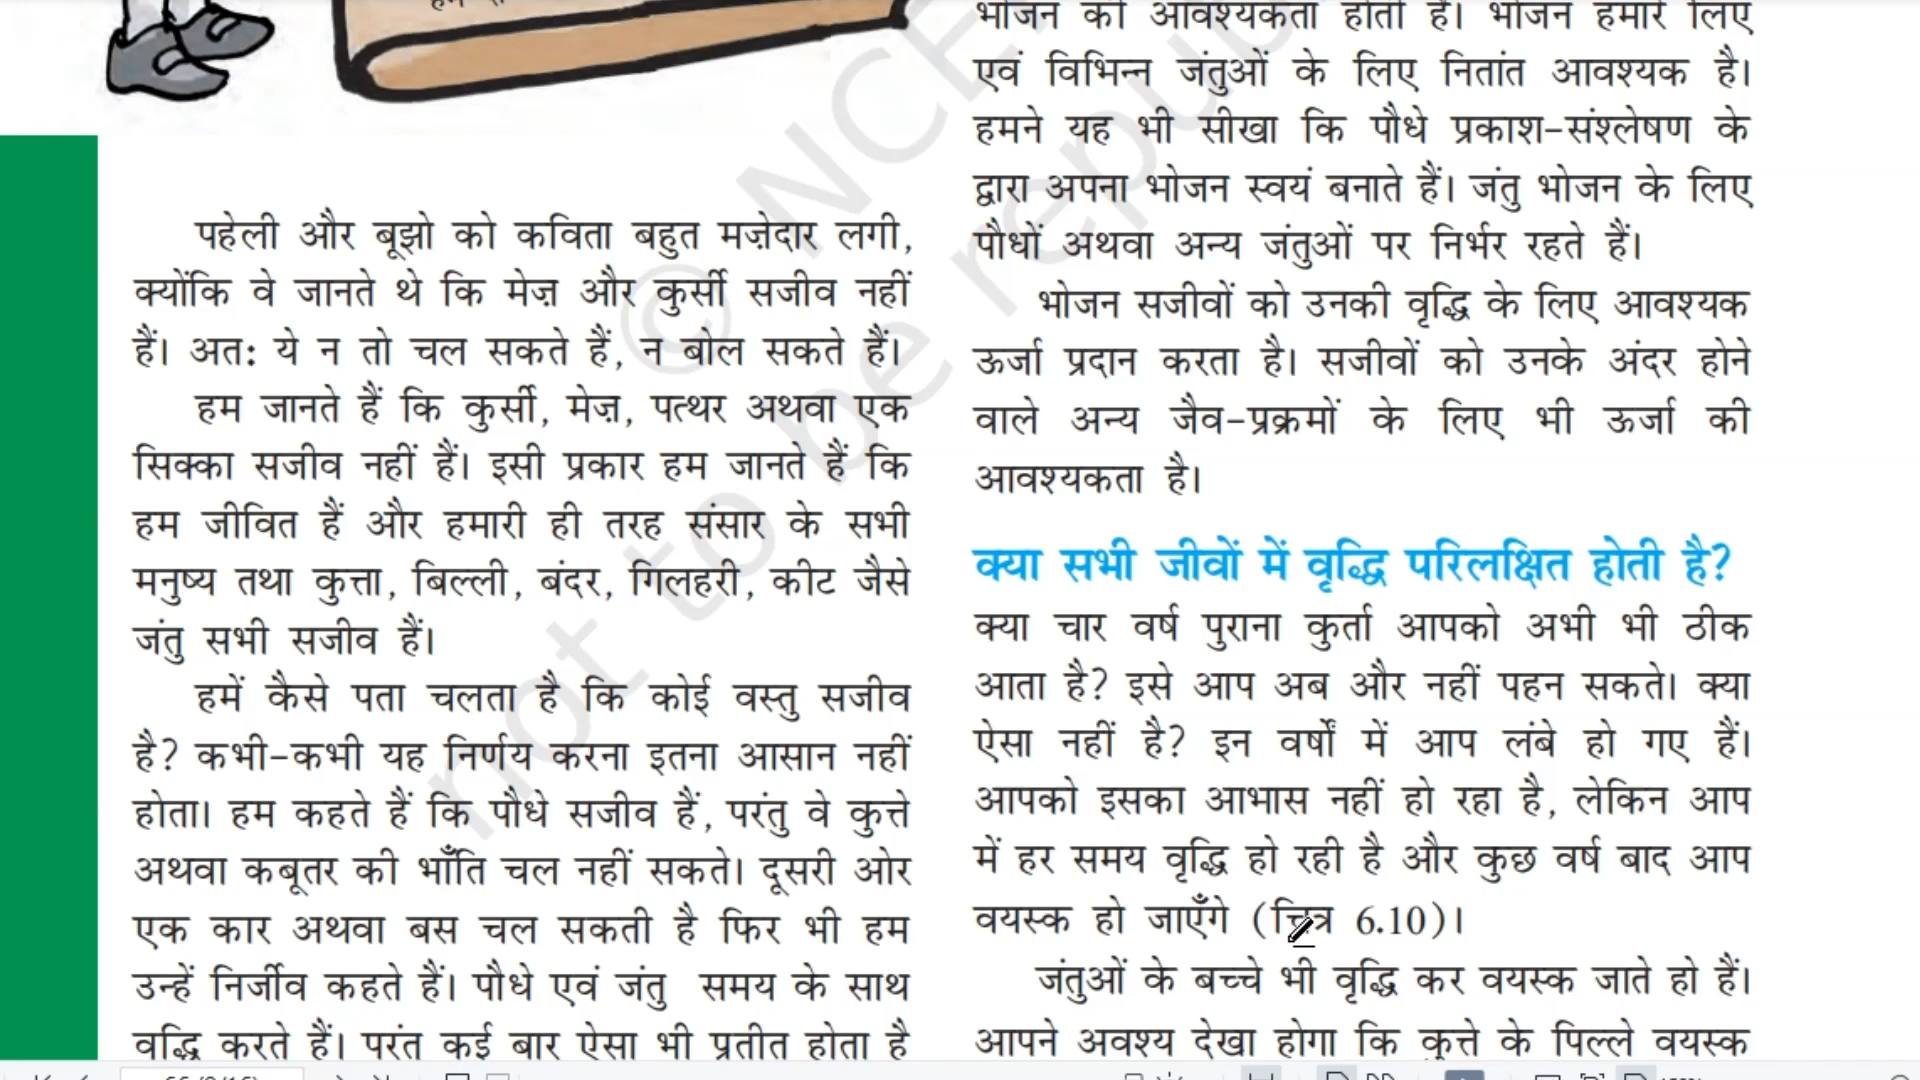 पहेली और बूझो को कविता बहुत मज़ेदार लगी,
क्योंकि वे जानते थे कि मेज़ और कुर्सी सजीव नहीं
हैं। अतः ये न तो चल सकते हैं, न बोल सकते हैं।
हम जानते हैं कि कुर्सी, मेज़, पत्थर अथवा एक
सिक्का सजीव नहीं हैं। इसी प्रकार हम जानते हैं कि
हम जीवित हैं और हमारी ही तरह संसार के सभी
मनुष्य तथा कुत्ता, बिल्ली, बंदर, गिलहरी, कीट जैसे
जंतु सभी सजीव हैं।
हमें कैसे पता चलता है कि कोई वस्तु सजीव
है? कभी-कभी यह निर्णय करना इतना आसान नहीं
होता। हम कहते हैं कि पौधे सजीव हैं, परंतु वे कुत्ते
अथवा कबूतर की भाँति चल नहीं सकते। दूसरी ओर
एक कार अथवा बस चल सकती है फिर भी हम
उन्हें निर्जीव कहते हैं। पौधे एवं जंतु समय के साथ
वृद्धि करते हैं। परंतु कई बार ऐसा भी प्रतीत होता है
भोजन की आवश्यकता होती है। भोजन हमारे लिए
एवं विभिन्न जंतुओं के लिए नितांत आवश्यक है।
हमने यह भी सीखा कि पौधे प्रकाश-संश्लेषण के
द्वारा अपना भोजन स्वयं बनाते हैं। जंतु भोजन के लिए
पौधों अथवा अन्य जंतुओं पर निर्भर रहते हैं।
भोजन सजीवों को उनकी वृद्धि के लिए आवश्यक
ऊर्जा प्रदान करता है। सजीवों को उनके अंदर होने
वाले अन्य जैव-प्रक्रमों के लिए भी ऊर्जा की
आवश्यकता है।
क्या सभी जीवों में वृद्धि परिलक्षित होती है?
क्या चार वर्ष पुराना कुर्ता आपको अभी भी ठीक
आता है? इसे आप अब और नहीं पहन सकते। क्या
ऐसा नहीं है? इन वर्षों में आप लंबे हो गए हैं।
आपको इसका आभास नहीं हो रहा है, लेकिन आप
में हर समय वृद्धि हो रही है और कुछ वर्ष बाद आप
वयस्क हो जाएँगे (चित्र 6.10)।
जंतुओं के बच्चे भी वृद्धि कर वयस्क जाते हो हैं।
आपने अवश्य देखा होगा कि कुत्ते के पिल्ले वयस्क
© NCE
not to be repu